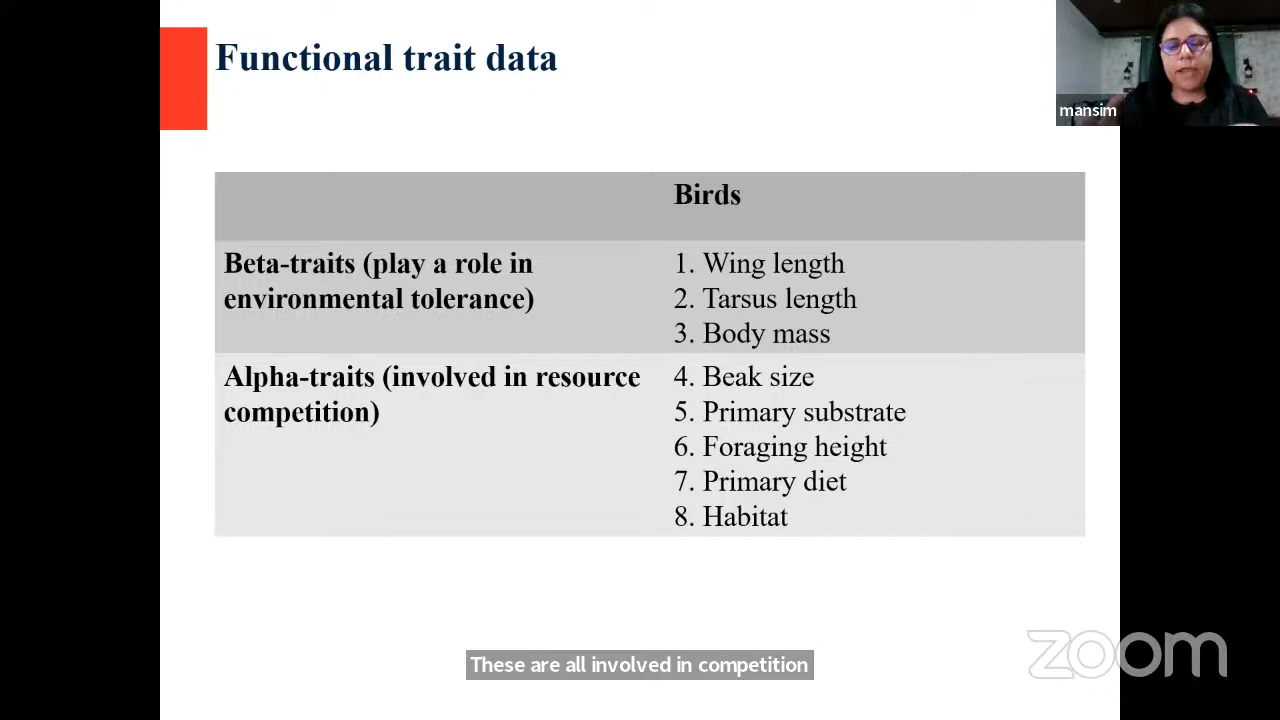 Functional trait data
mansim
Birds
Beta-traits (play a role in
environmental tolerance)
1. Wing length
2. Tarsus length
3. Body mass
Alpha-traits (involved in resource
competition)
4. Beak size
5. Primary substrate
6. Foraging height
7. Primary diet
8. Habitat
These are all involved in competition
zoom